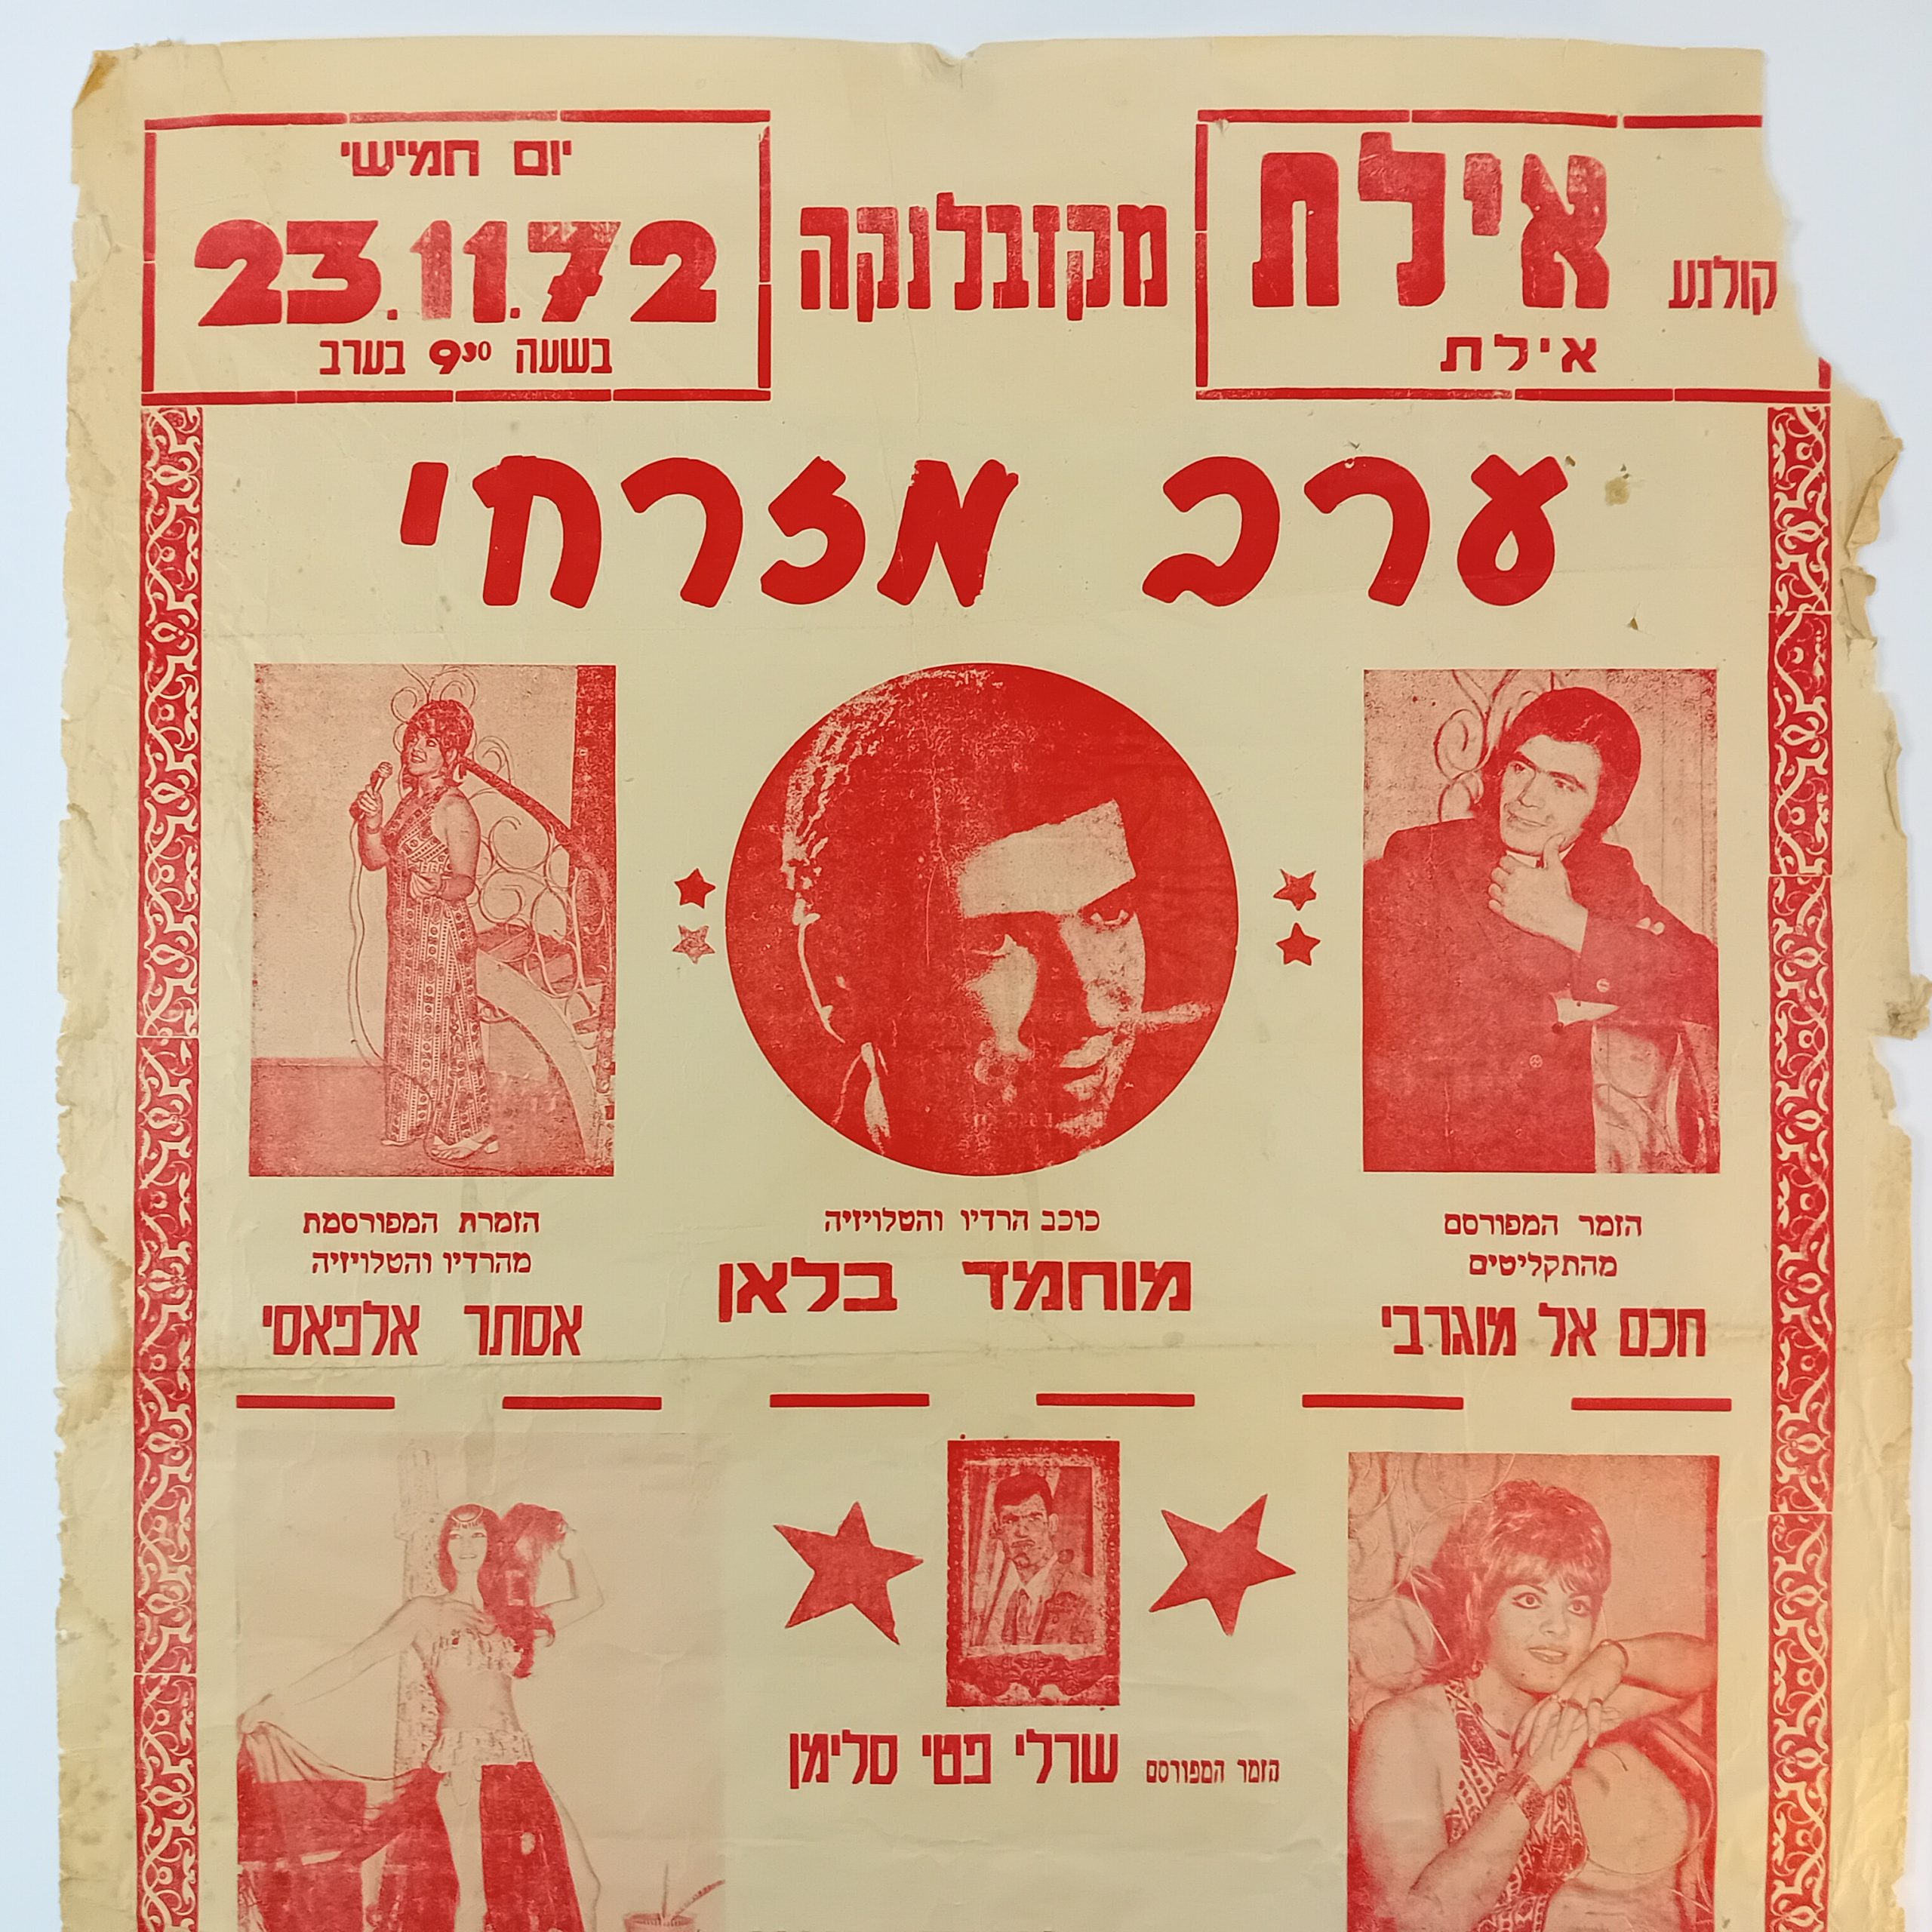 קולנע אילת
אילת
מקזבלנקה
יום חמישי
23.11.72
בשעה 9³⁰ בערב
ערב מזרחי
הזמר המפורסם
מהתקליטים
חכם אל מוגרבי
כוכב הרדיו והטלויזיה
מוחמד בלאן
הזמרת המפורסמת
מהרדיו והטלויזיה
אסתר אלפאסי
הזמר המפורסם שרלי פטי סלימן